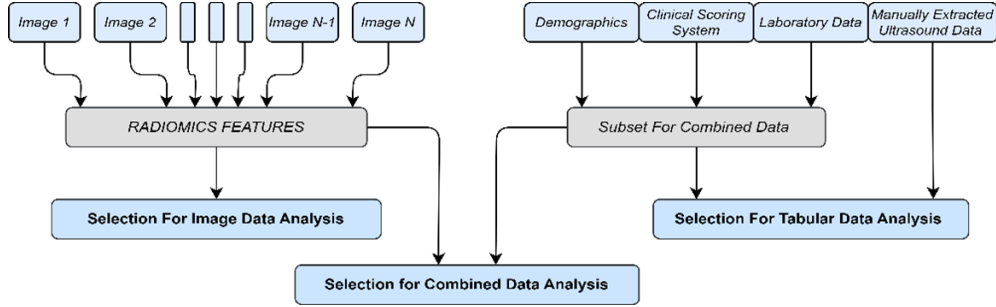 Image 1
Image 2
Image N-1
Image N
Demographics
Clinical Scoring
System
Laboratory Data
Manually Extracted
Ultrasound Data
RADIOMICS FEATURES
Subset For Combined Data
Selection For Image Data Analysis
Selection For Tabular Data Analysis
Selection for Combined Data Analysis